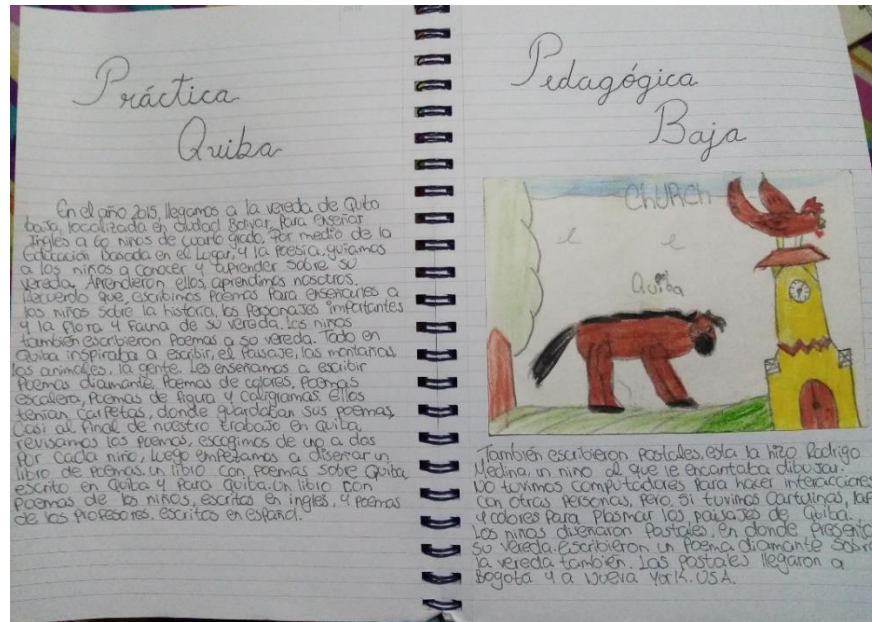 Práctica
Quiba
En el año 2015, llegamos a la vereda de Quiba
baja, localizada en ciudad Bolívar, para enseñar
Inglés a 60 niños de cuarto grado. Por medio de la
Educación Basada en el Lugar, y la Poesía, guiamos
a los niños a conocer y aprender sobre su
vereda. Aprendieron ellos, aprendimos nosotros.
Recuerdo que, escribimos Poemas para enseñarles a
los niños sobre la historia, los Personajes importantes
y la flora y Fauna de su vereda. Los niños
también escribieron Poemas a su vereda. Todo en
Quiba inspiraba a escribir, el Paisaje, las montañas
los animales, la gente. Les enseñamos a escribir
Poemas diamante, Poemas de colores, Poemas
escalera, Poemas de figura y caligramas. Ellos
tenían carpetas, donde guardaban sus poemas.
Casi al final de nuestro trabajo en Quiba,
revisamos los Poemas, escogimos de uno a dos
por cada niño, luego empezamos a diseñar un
libro de Poemas. un libro con Poemas sobre Quiba
escrito en Quiba y Para Quiba. un libro con
Poemas de los niños, escritos en inglés, y Poemas
de los Profesores, escritos en español.
Pedagógica
Baja
ChURCh
Quiba
También escribieron Postales, esta la hizo Rodrigo
Medina, un niño al que le encantaba dibujar.
No tuvimos computadores Para hacer interacciones
con otras Personas, Pero, si tuvimos cartulinas,
y colores Para Plasmar los paisajes de Quiba.
Los niños diseñaron Postales, en donde
su vereda. escribieron un Poema diamante
la vereda también. Las Postales llegaron a
Bogotá y a Nueva York. USA.